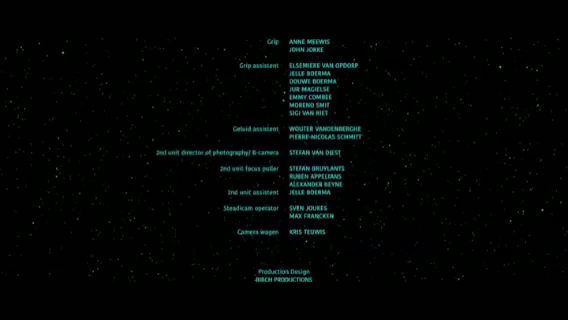 Grip ANNE MEEWIS
JOHN JOKKE
Grip assistent ELSEMIEKE VAN OPDORP
JELLE BOERMA
DOUWE BOERMA
JUR MAGIELSE
EMMY COMBEE
MORENO SMIT
SIGI VAN RIET
Geluid assistent WOUTER VANDENBERGHE
PIERRE-NICOLAS SCHMITT
2nd unit director of photography/ B-camera STEFAN VAN DIEST
2nd unit focus puller STEFAN BRUYLANTS
RUBEN APPELTANS
ALEXANDER REYNE
2nd unit assistent JELLE BOERMA
Steadicam operator SVEN JOUKES
MAX FRANCKEN
Camera wagen KRIS TEUWIS
Production Design
BIRCH PRODUCTIONS